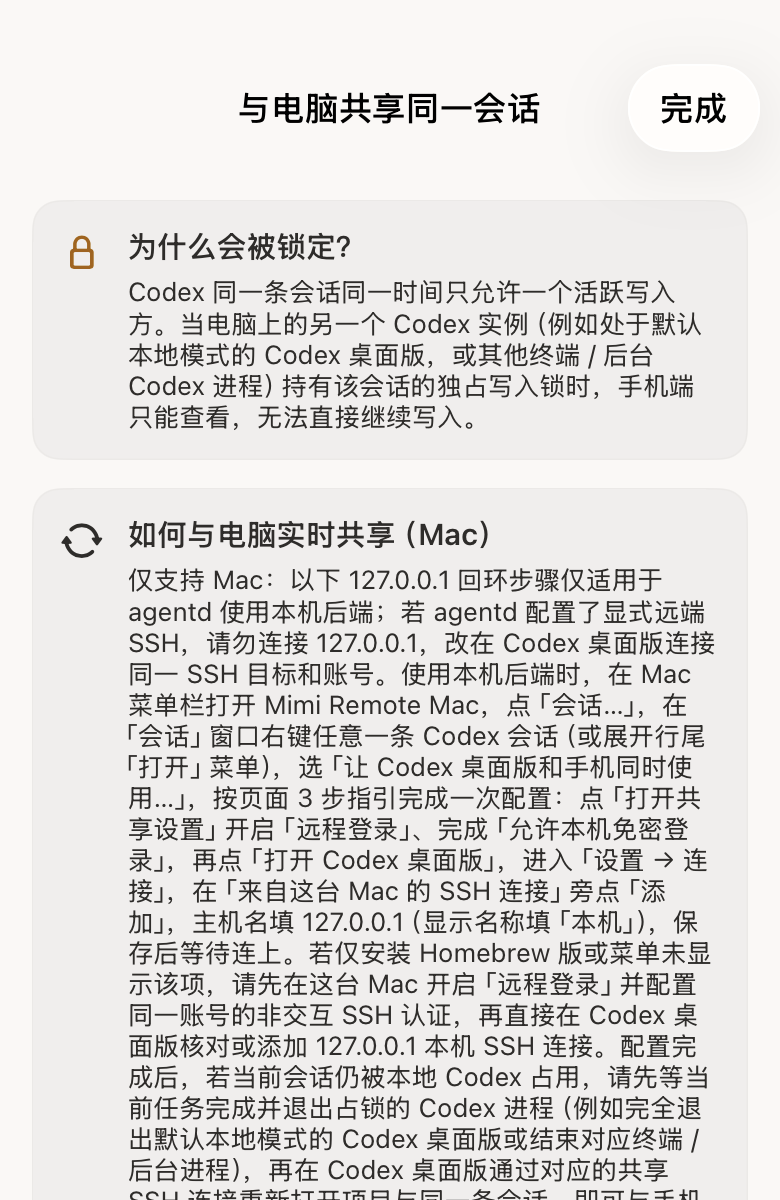 与电脑共享同一会话
完成
为什么会被锁定?
Codex 同一条会话同一时间只允许一个活跃写入
方。当电脑上的另一个 Codex 实例（例如处于默认
本地模式的 Codex 桌面版，或其他终端 / 后台
Codex 进程）持有该会话的独占写入锁时，手机端
只能查看，无法直接继续写入。
如何与电脑实时共享（Mac）
仅支持 Mac：以下 127.0.0.1 回环步骤仅适用于
agentd 使用本机后端；若 agentd 配置了显式远端
SSH，请勿连接 127.0.0.1，改在 Codex 桌面版连接
同一 SSH 目标和账号。使用本机后端时，在 Mac
菜单栏打开 Mimi Remote Mac，点「会话…」，在
「会话」窗口右键任意一条 Codex 会话（或展开行尾
「打开」菜单），选「让 Codex 桌面版和手机同时使
用…」，按页面 3 步指引完成一次配置：点「打开共
享设置」开启「远程登录」、完成「允许本机免密登
录」，再点「打开 Codex 桌面版」，进入「设置 → 连
接」，在「来自这台 Mac 的 SSH 连接」旁点「添
加」，主机名填 127.0.0.1（显示名称填「本机」），保
存后等待连上。若仅安装 Homebrew 版或菜单未显
示该项，请先在这台 Mac 开启「远程登录」并配置
同一账号的非交互 SSH 认证，再直接在 Codex 桌
面版核对或添加 127.0.0.1 本机 SSH 连接。配置完
成后，若当前会话仍被本地 Codex 占用，请先等当
前任务完成并退出占锁的 Codex 进程（例如完全退
出默认本地模式的 Codex 桌面版或结束对应终端 /
后台进程），再在 Codex 桌面版通过对应的共享
SSH 连接重新打开项目与同一条会话，即可与手机